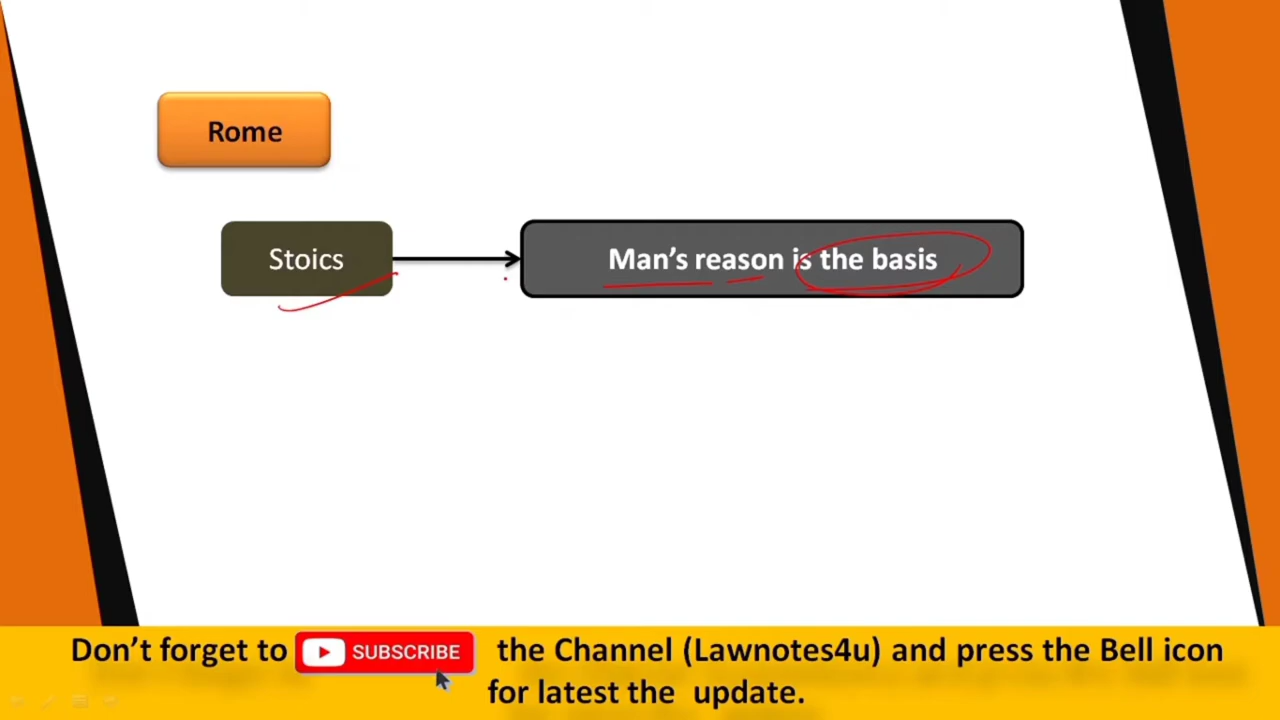 Rome
Stoics
Man's reason is the basis
Don't forget to SUBSCRIBE the Channel (Lawnotes4u) and press the Bell icon
for latest the update.